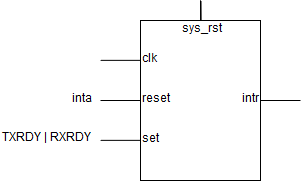 sys_rst
clk
inta reset intr
TXRDY | RXRDY set